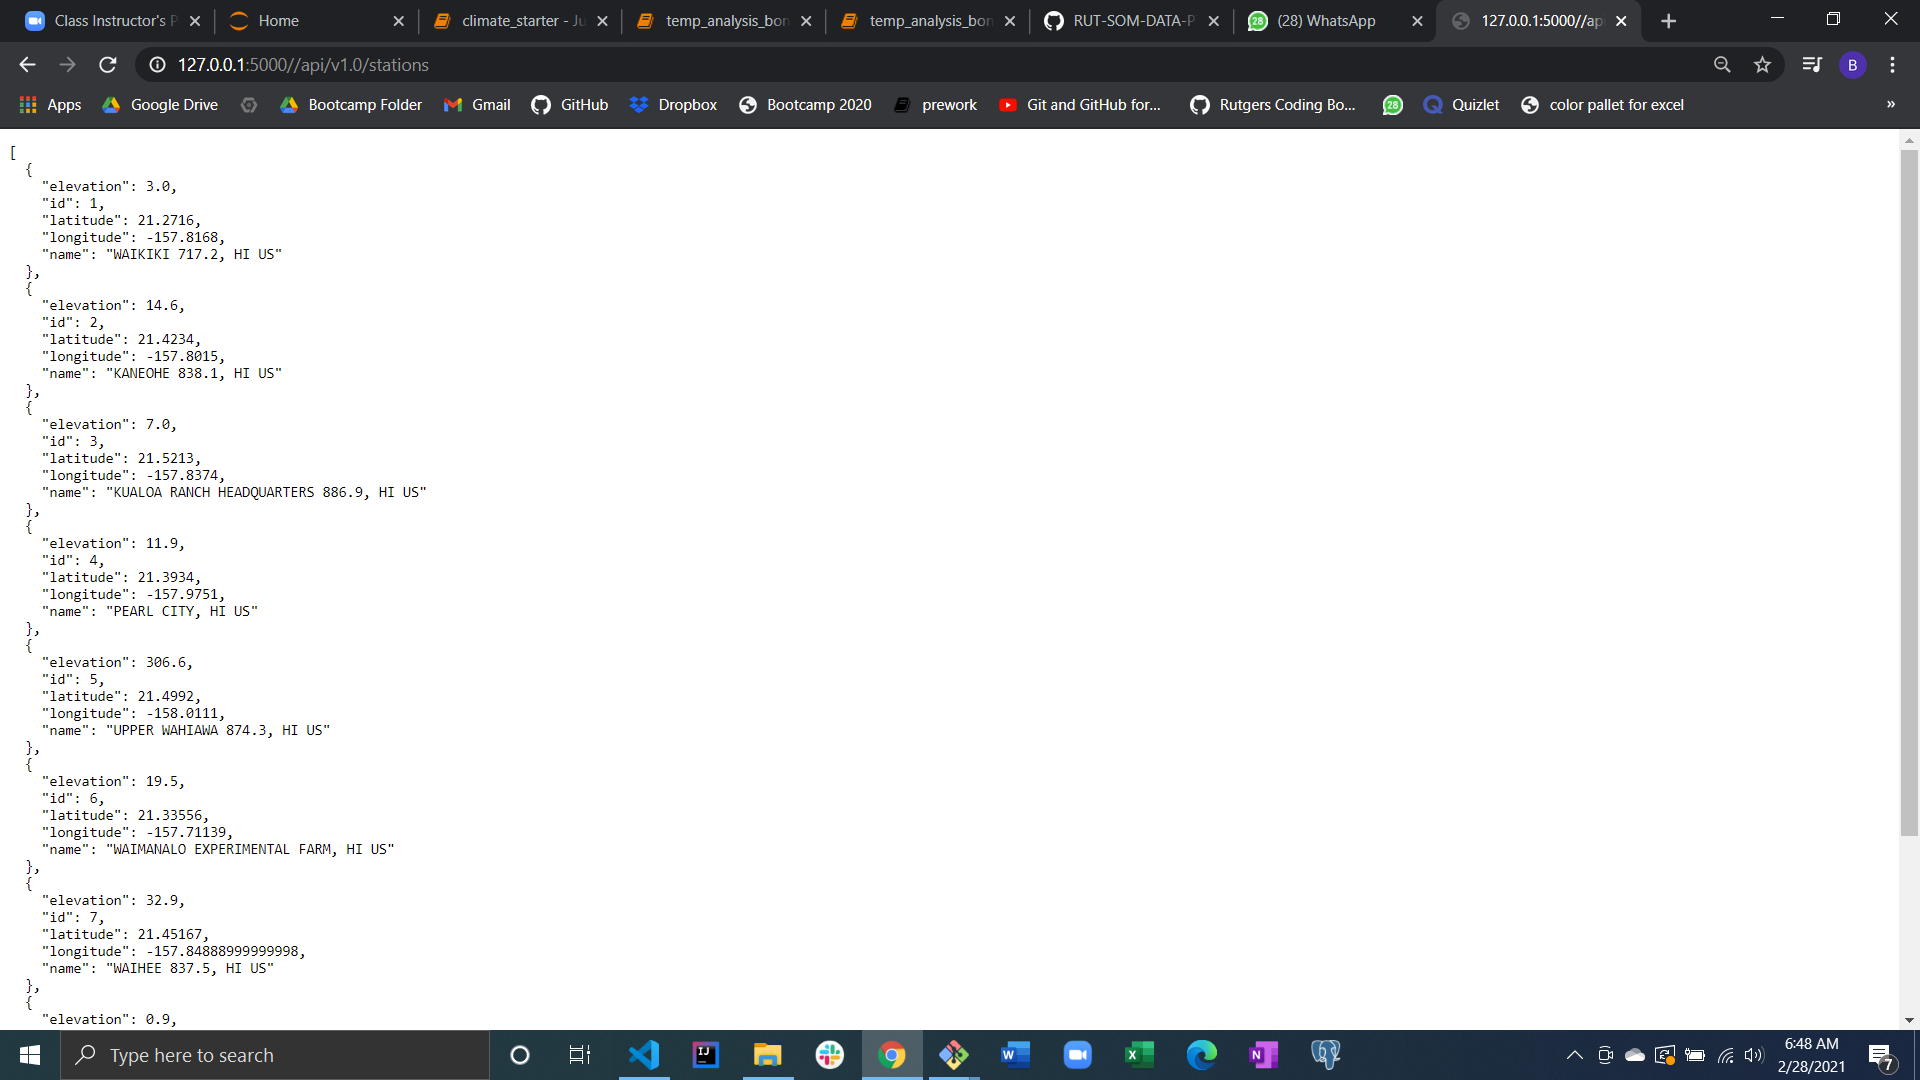 Class Instructor's P
Home
climate_starter - Ju
temp_analysis_bon
temp_analysis_bon
RUT-SOM-DATA-P
(28) WhatsApp
127.0.0.1:5000//ap
127.0.0.1:5000//api/v1.0/stations
B
Apps
Google Drive
Bootcamp Folder
Gmail
GitHub
Dropbox
Bootcamp 2020
prework
Git and GitHub for...
Rutgers Coding Bo...
28
Quizlet
color pallet for excel
»
[
{
"elevation": 3.0,
"id": 1,
"latitude": 21.2716,
"longitude": -157.8168,
"name": "WAIKIKI 717.2, HI US"
},
{
"elevation": 14.6,
"id": 2,
"latitude": 21.4234,
"longitude": -157.8015,
"name": "KANEOHE 838.1, HI US"
},
{
"elevation": 7.0,
"id": 3,
"latitude": 21.5213,
"longitude": -157.8374,
"name": "KUALOA RANCH HEADQUARTERS 886.9, HI US"
},
{
"elevation": 11.9,
"id": 4,
"latitude": 21.3934,
"longitude": -157.9751,
"name": "PEARL CITY, HI US"
},
{
"elevation": 306.6,
"id": 5,
"latitude": 21.4992,
"longitude": -158.0111,
"name": "UPPER WAHIAWA 874.3, HI US"
},
{
"elevation": 19.5,
"id": 6,
"latitude": 21.33556,
"longitude": -157.71139,
"name": "WAIMANALO EXPERIMENTAL FARM, HI US"
},
{
"elevation": 32.9,
"id": 7,
"latitude": 21.45167,
"longitude": -157.84888999999998,
"name": "WAIHEE 837.5, HI US"
},
{
"elevation": 0.9,
Type here to search
6:48 AM
2/28/2021
7